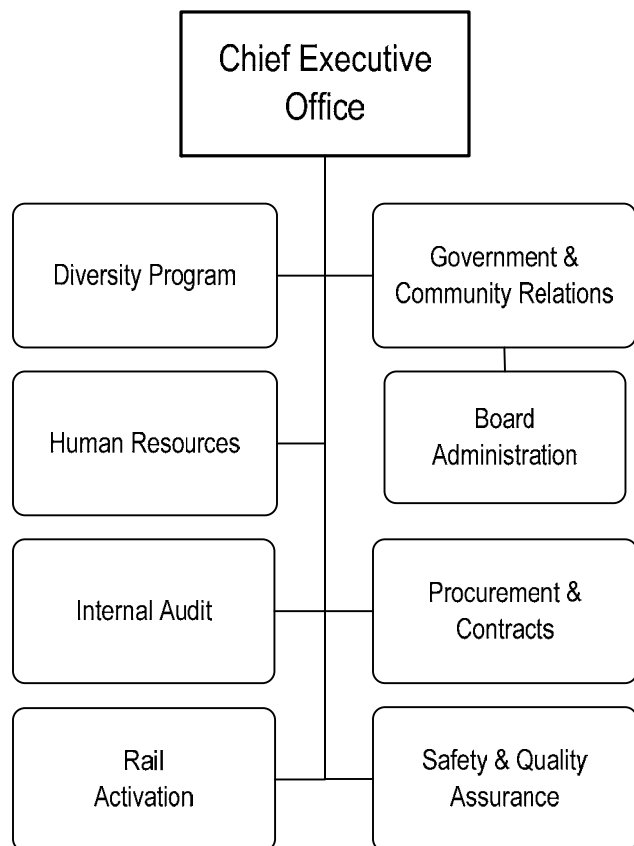 Chief Executive
Office
Diversity Program
Government &
Community Relations
Human Resources
Board
Administration
Internal Audit
Procurement &
Contracts
Rail
Activation
Safety & Quality
Assurance